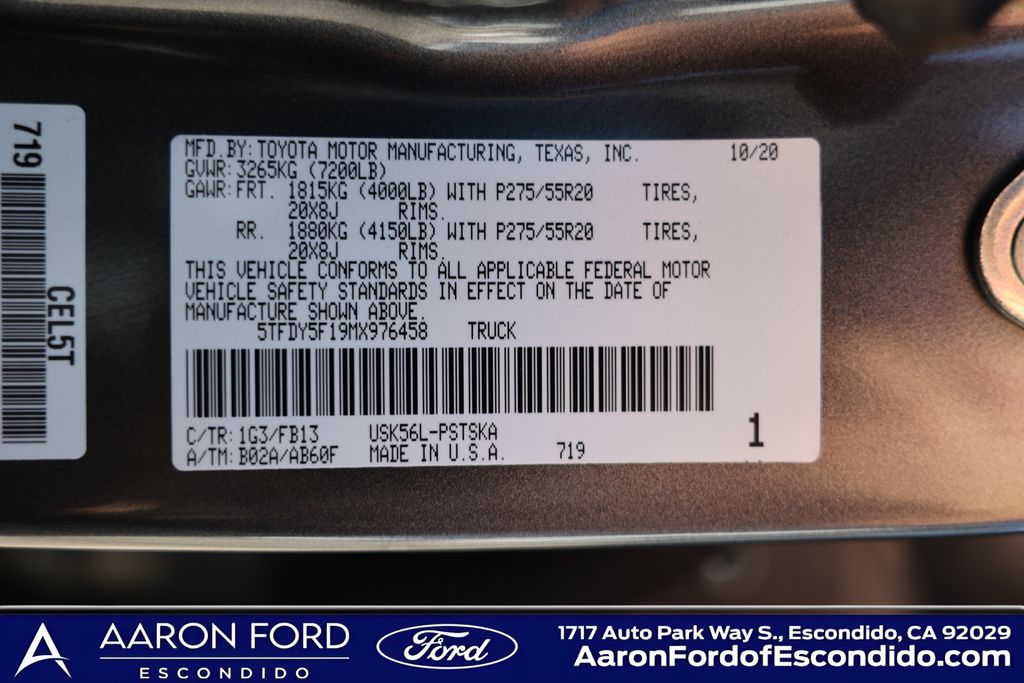 719
CEL5T
MFD.BY:TOYOTA MOTOR MANUFACTURING, TEXAS, INC. 10/20
GVWR:3265KG (7200LB)
GAWR:FRT. 1815KG (4000LB) WITH P275/55R20 TIRES,
20X8J RIMS.
RR. 1880KG (4150LB) WITH P275/55R20 TIRES,
20X8J RIMS.
THIS VEHICLE CONFORMS TO ALL APPLICABLE FEDERAL MOTOR
VEHICLE SAFETY STANDARDS IN EFFECT ON THE DATE OF
MANUFACTURE SHOWN ABOVE.
5TFDY5F19MX976458 TRUCK
C/TR:1G3/FB13 USK56L-PSTSKA
A/TM:B02A/AB60F MADE IN U.S.A. 719
1
AARON FORD
ESCONDIDO
Ford
1717 Auto Park Way S., Escondido, CA 92029
AaronFordofEscondido.com